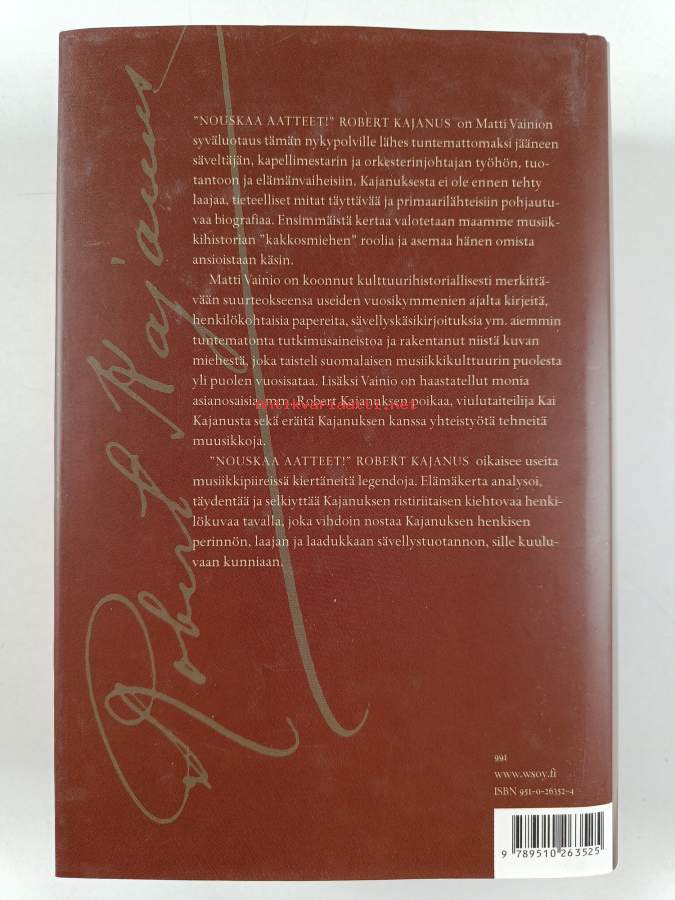 Robert Kajanus
"NOUSKAA AATTEET!" ROBERT KAJANUS on Matti Vainion
syväluotaus tämän nykypolville lähes tuntemattomaksi jääneen
säveltäjän, kapellimestarin ja orkesterinjohtajan työhön, tuo-
tantoon ja elämänvaiheisiin. Kajanuksesta ei ole ennen tehty
laajaa, tieteelliset mitat täyttävää ja primaarilähteisiin pohjautu-
vaa biografiaa. Ensimmäistä kertaa valotetaan maamme musiik-
kihistorian "kakkosmiehen" roolia ja asemaa hänen omista
ansioistaan käsin.
Matti Vainio on koonnut kulttuurihistoriallisesti merkittä-
vään suurteokseensa useiden vuosikymmenien ajalta kirjeitä,
henkilökohtaisia papereita, sävellyskäsikirjoituksia ym. aiemmin
tuntematonta tutkimusaineistoa ja rakentanut niistä kuvan
miehestä, joka taisteli suomalaisen musiikkikulttuurin puolesta
yli puolen vuosisataa. Lisäksi Vainio on haastatellut monia
asianosaisia, mm. Robert Kajanuksen poikaa, viulutaiteilija Kai
antikvariaatti.net
Kajanusta sekä eräitä Kajanuksen kanssa yhteistyötä tehneitä
muusikkoja.
"NOUSKAA AATTEET!" ROBERT KAJANUS oikaisee useita
musiikkipiireissä kiertäneitä legendoja. Elämäkerta analysoi,
täydentää ja selkiyttää Kajanuksen ristiriitaisen kiehtovaa henki-
lökuvaa tavalla, joka vihdoin nostaa Kajanuksen henkisen
perinnön, laajan ja laadukkaan sävellystuotannon, sille kuulu-
vaan kunniaan.
991
www.wsoy.fi
ISBN 951-0-26352-4
9 789510 263525